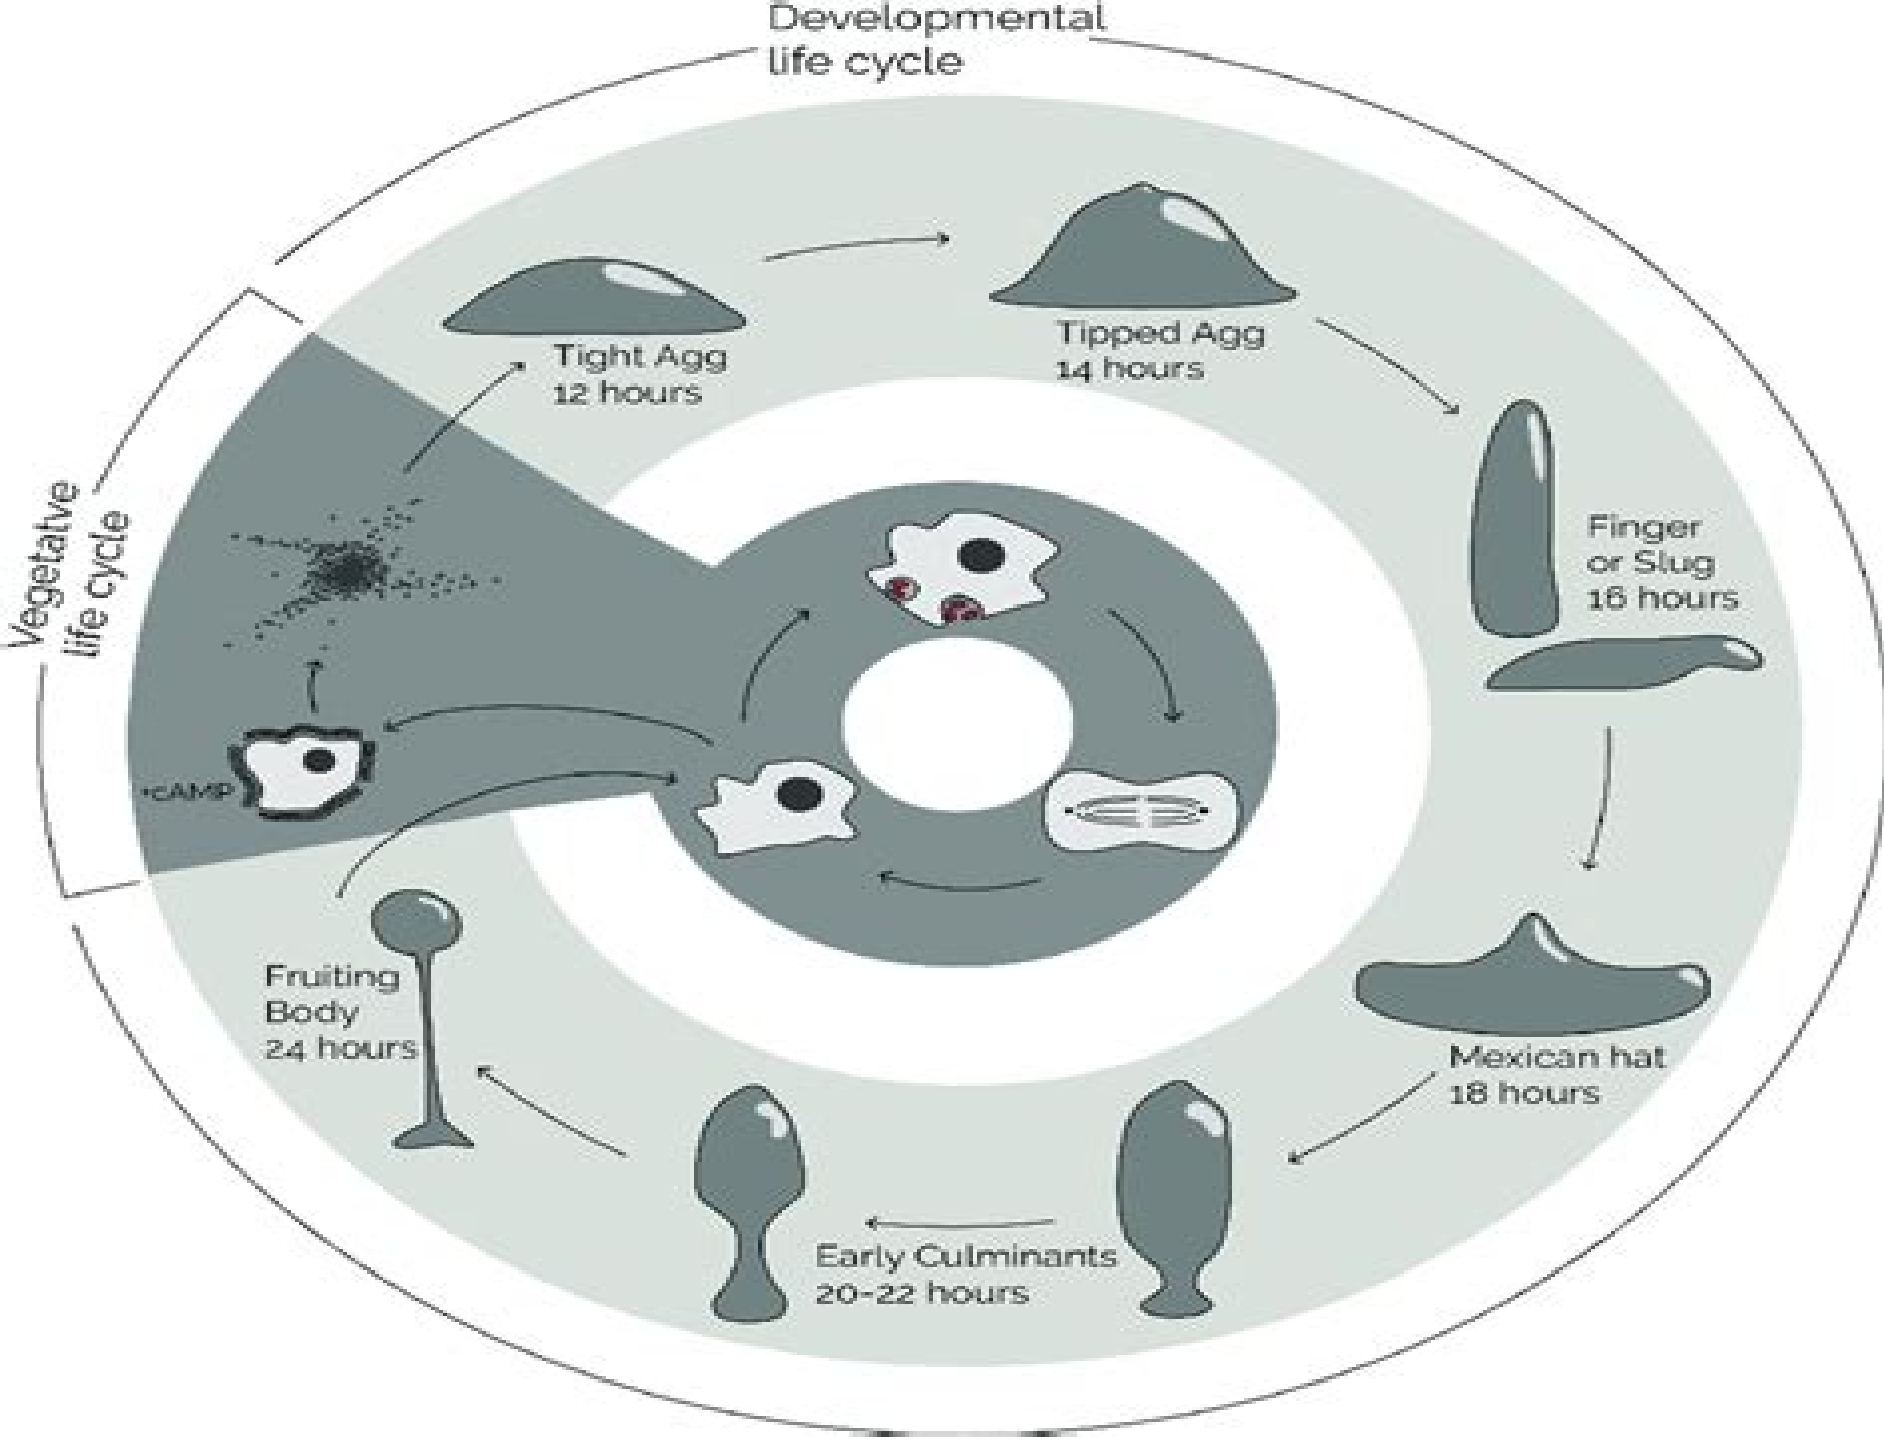 Developmental
life cycle
Tight Agg
12 hours
Tipped Agg
14 hours
Finger
or Slug
16 hours
Mexican hat
18 hours
Early Culminants
20-22 hours
Fruiting
Body
24 hours
Vegetative
life cycle
+cAMP